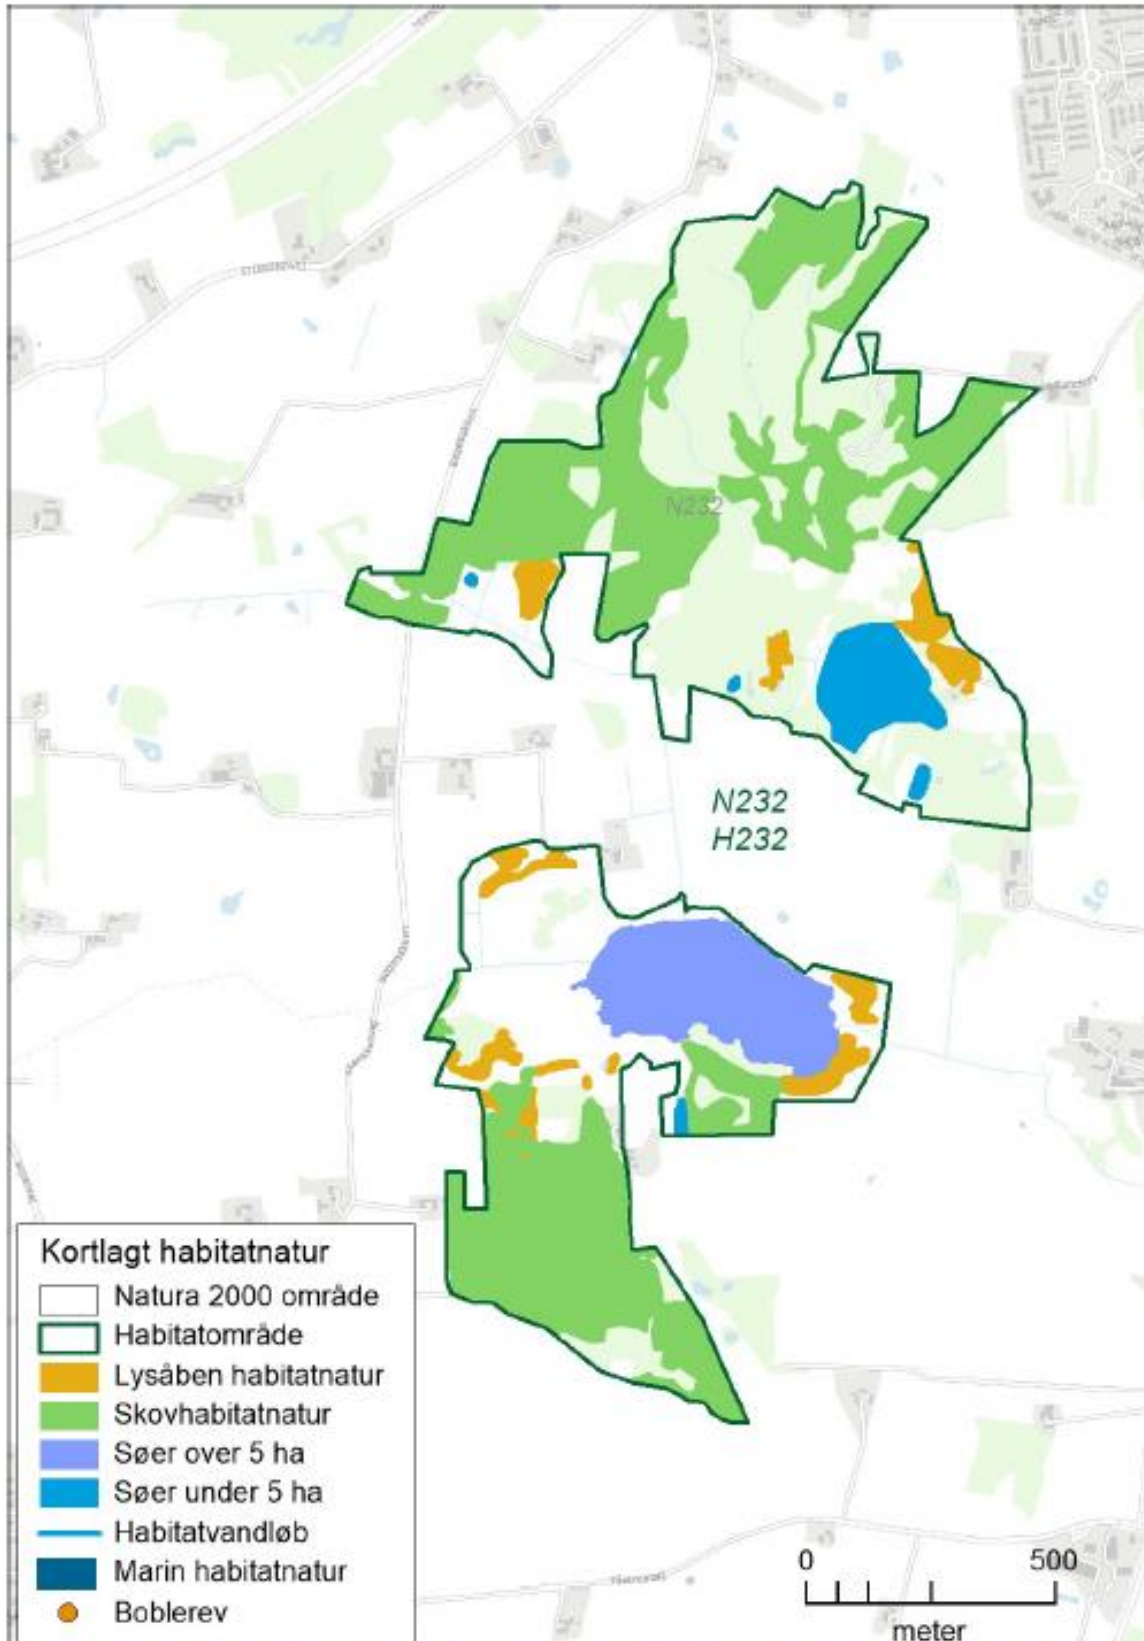 N232
N232
H232
Kortlagt habitatnatur
Natura 2000 område
Habitatområde
Lysåben habitatnatur
Skovhabitatnatur
Søer over 5 ha
Søer under 5 ha
Habitatvandløb
Marin habitatnatur
Boblerev
0 500
meter